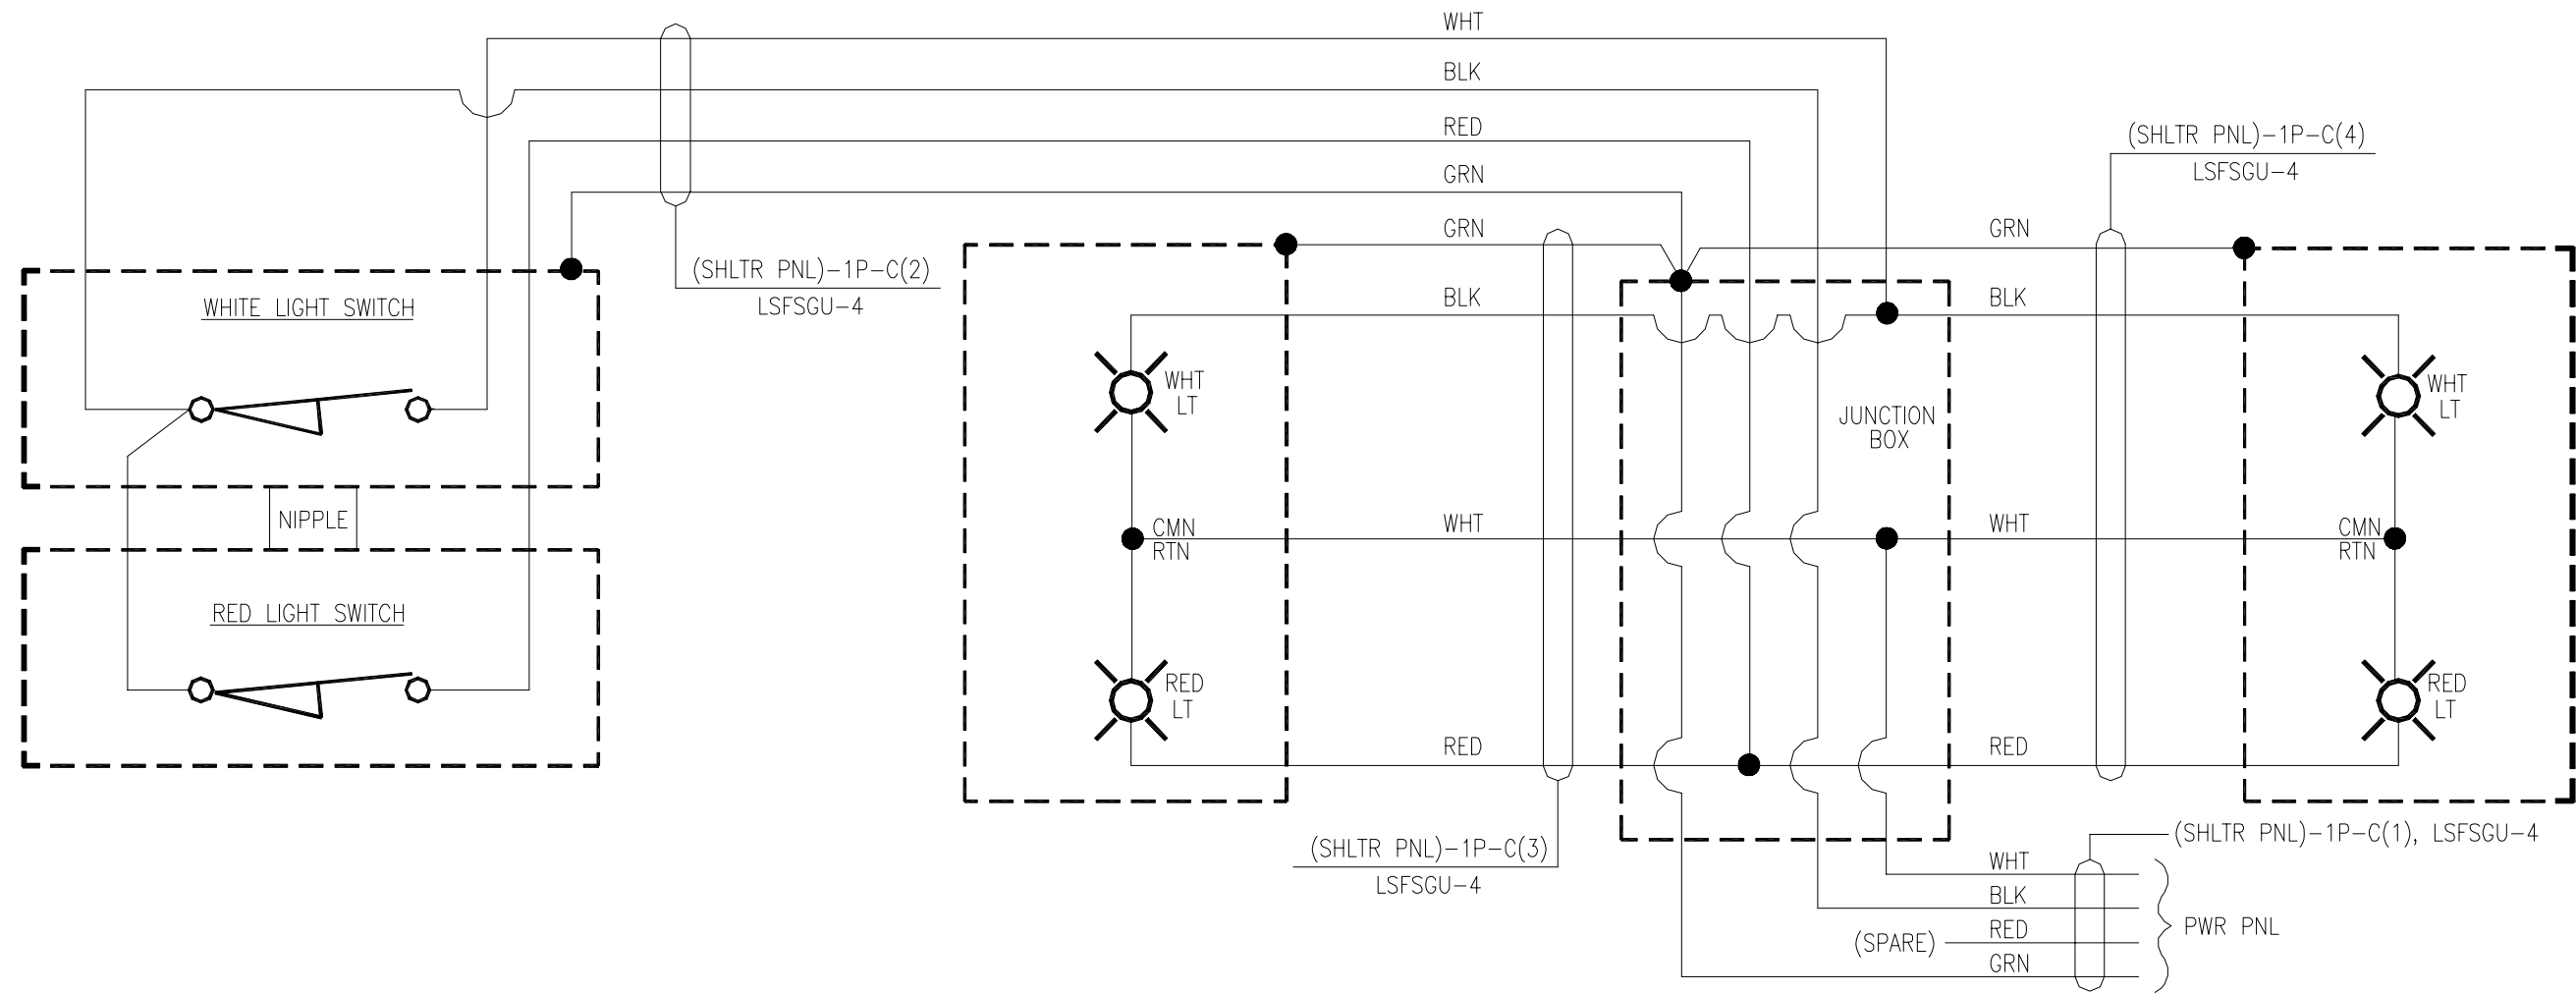 WHT
BLK
RED
GRN
(SHLTR PNL)-1P-C(4)
LSFSGU-4
GRN
GRN
(SHLTR PNL)-1P-C(2)
LSFSGU-4
WHITE LIGHT SWITCH
BLK
BLK
WHT
LT
WHT
LT
JUNCTION
BOX
NIPPLE
CMN
RTN
WHT
WHT
CMN
RTN
RED LIGHT SWITCH
RED
LT
RED
LT
RED
RED
(SHLTR PNL)-1P-C(3)
LSFSGU-4
(SHLTR PNL)-1P-C(1), LSFSGU-4
WHT
BLK
RED
(SPARE)
GRN
PWR PNL